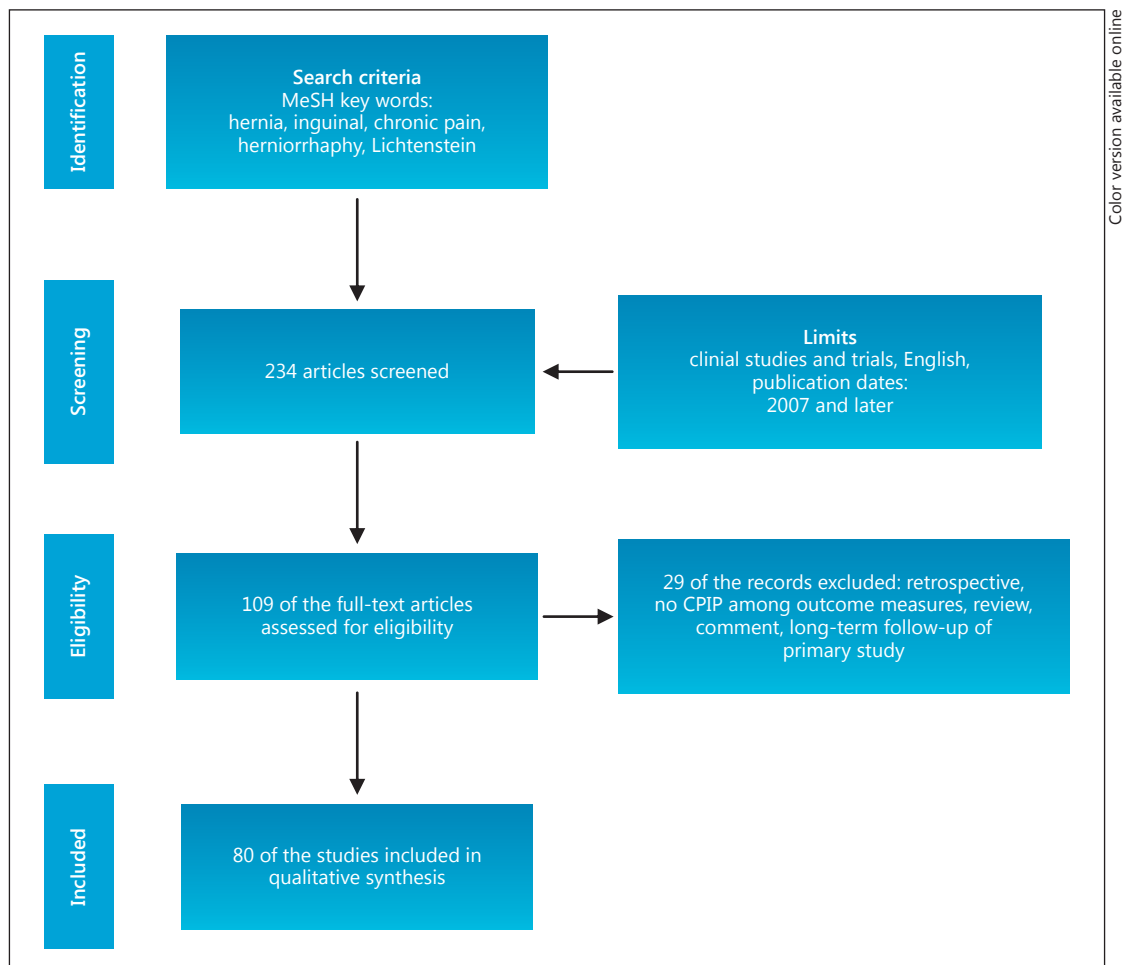 Identification
Search criteria
MeSH key words:
hernia, inguinal, chronic pain,
herniorrhaphy, Lichtenstein
Color version available online
Screening
234 articles screened
Limits
clinial studies and trials, English,
publication dates:
2007 and later
Eligibility
109 of the full-text articles
assessed for eligibility
29 of the records excluded: retrospective,
no CPIP among outcome measures, review,
comment, long-term follow-up of
primary study
Included
80 of the studies included in
qualitative synthesis